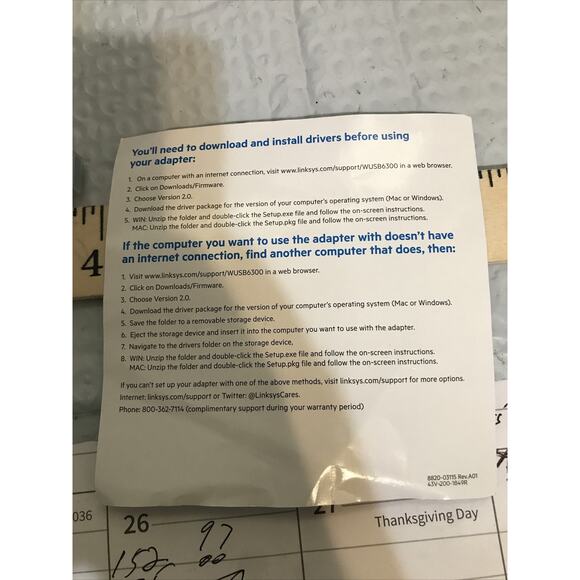 You'll need to download and install drivers before using
your adapter:
1. On a computer with an internet connection, visit www.linksys.com/support/WUSB6300 in a web browser.
2. Click on Downloads/Firmware.
3. Choose Version 2.0.
4. Download the driver package for the version of your computer's operating system (Mac or Windows).
5. WIN: Unzip the folder and double-click the Setup.exe file and follow the on-screen instructions.
MAC: Unzip the folder and double-click the Setup.pkg file and follow the on-screen instructions.
If the computer you want to use the adapter with doesn't have
an internet connection, find another computer that does, then:
1. Visit www.linksys.com/support/WUSB6300 in a web browser.
2. Click on Downloads/Firmware.
3. Choose Version 2.0.
4. Download the driver package for the version of your computer's operating system (Mac or Windows).
5. Save the folder to a removable storage device.
6. Eject the storage device and insert it into the computer you want to use with the adapter.
7. Navigate to the drivers folder on the storage device.
8. WIN: Unzip the folder and double-click the Setup.exe file and follow the on-screen instructions.
MAC: Unzip the folder and double-click the Setup.pkg file and follow the on-screen instructions.
If you can't set up your adapter with one of the above methods, visit linksys.com/support for more options.
Internet: linksys.com/support or Twitter: @LinksysCares.
Phone: 800-362-7114 (complimentary support during your warranty period)
8820-03115 Rev.A01
43V-200-1849R
4
036
26
97
152
Thanksgiving Day